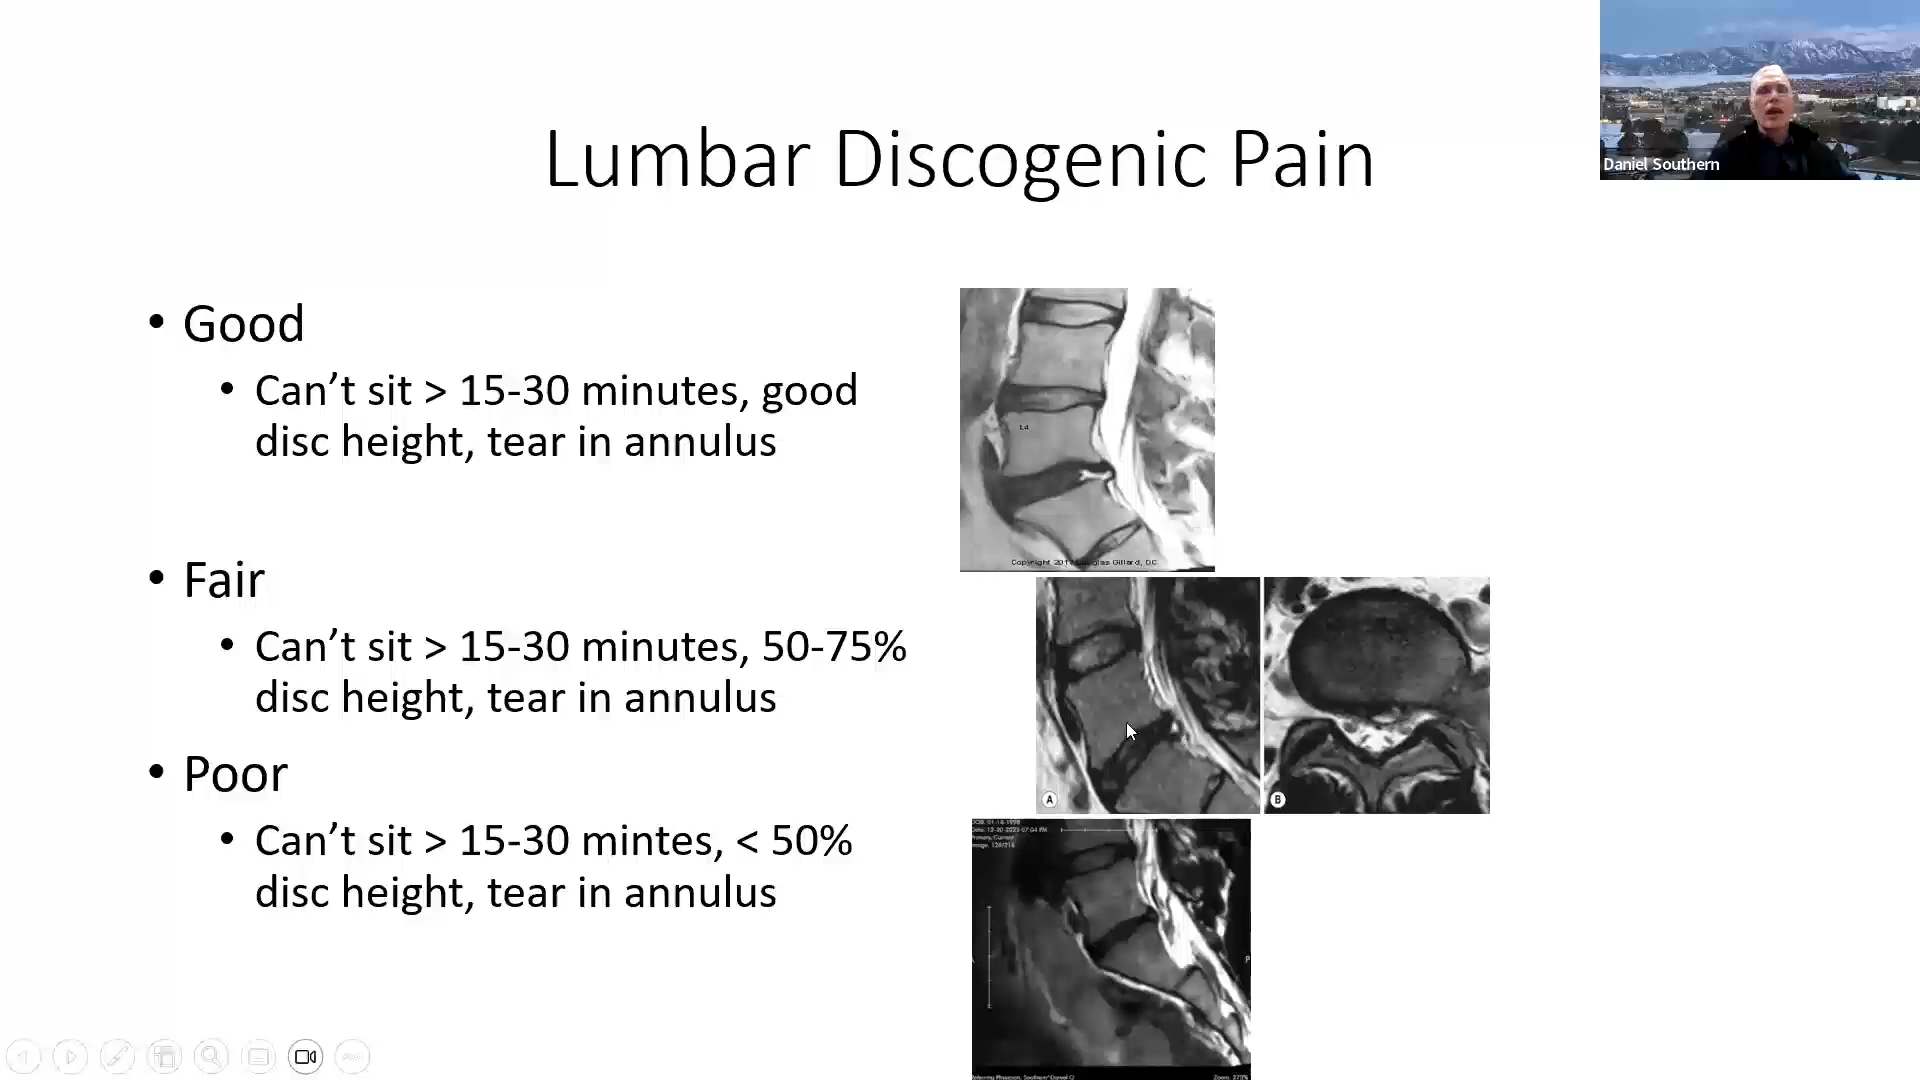 Lumbar Discogenic Pain
Daniel Southern
• Good
• Can’t sit > 15-30 minutes, good
disc height, tear in annulus
• Fair
• Can’t sit > 15-30 minutes, 50-75%
disc height, tear in annulus
• Poor
• Can’t sit > 15-30 mintes, < 50%
disc height, tear in annulus
L4
Gillard, DC
A
B
P